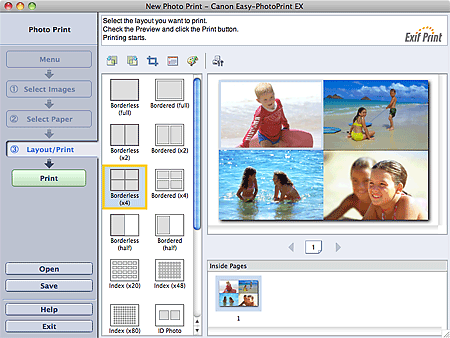 New Photo Print - Canon Easy-PhotoPrint EX
Photo Print
Select the layout you want to print.
Check the Preview and click the Print button.
Printing starts.
Exif Print
Menu
1 Select Images
2 Select Paper
3 Layout/Print
Print
Open
Save
Help
Exit
Borderless
(full)
Bordered (full)
Borderless
(x2)
Bordered (x2)
Borderless
(x4)
Bordered (x4)
Borderless
(half)
Bordered
(half)
Index (x20)
Index (x48)
Index (x80)
ID Photo
1
Inside Pages
1